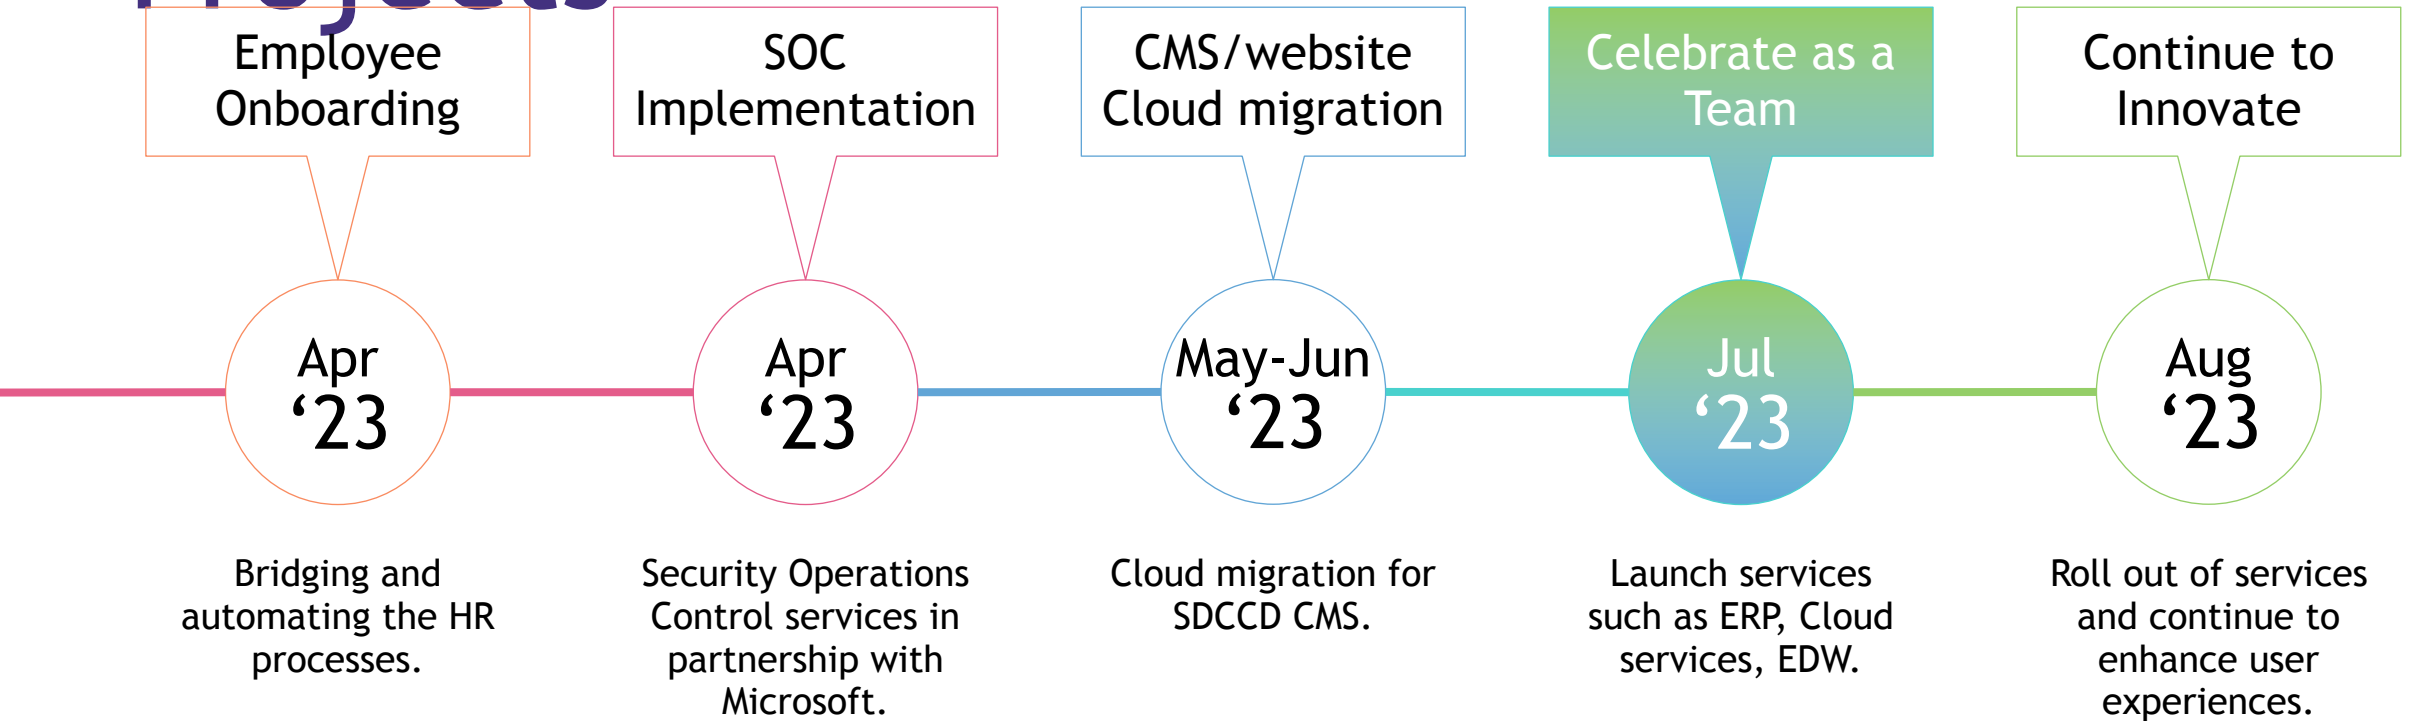 Projects
Employee
Onboarding
SOC
Implementation
CMS/website
Cloud migration
Celebrate as a
Team
Continue to
Innovate
Apr
‘23
Apr
‘23
May-Jun
‘23
Jul
‘23
Aug
‘23
Bridging and
automating the HR
processes.
Security Operations
Control services in
partnership with
Microsoft.
Cloud migration for
SDCCD CMS.
Launch services
such as ERP, Cloud
services, EDW.
Roll out of services
and continue to
enhance user
experiences.